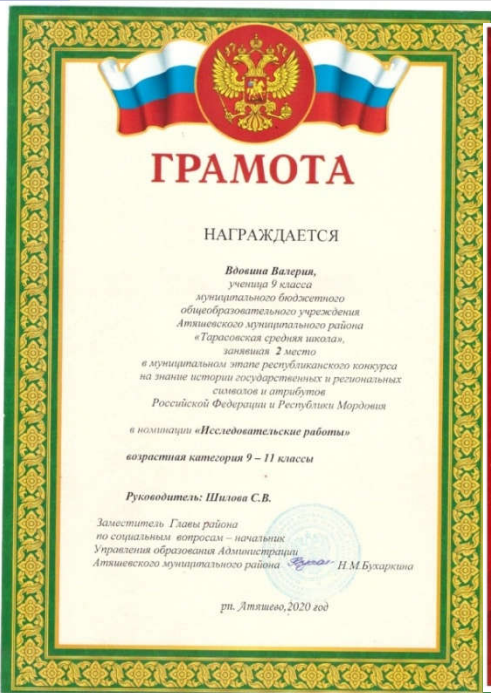 ГРАМОТА
НАГРАЖДАЕТСЯ
Вдовина Валерия,
ученица 9 класса
муниципального бюджетного
общеобразовательного учреждения
Атяшевского муниципального района
«Тарасовская средняя школа»,
занявшая 2 место
в муниципальном этапе республиканского конкурса
на знание истории государственных и региональных
символов и атрибутов
Российской Федерации и Республики Мордовия
в номинации «Исследовательские работы»
возрастная категория 9 – 11 классы
Руководитель: Шилова С.В.
Заместитель Главы района
по социальным вопросам – начальник
Управления образования Администрации
Атяшевского муниципального района Н.М.Бухаркина
рп. Атяшево,2020 год